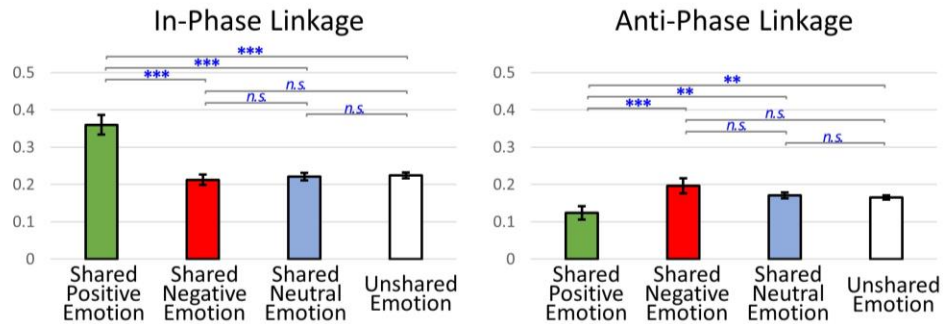 In-Phase Linkage
***
***
***
n.s.
n.s.
n.s.
0.5
0.4
0.3
0.2
0.1
0
Shared Positive Emotion
Shared Negative Emotion
Shared Neutral Emotion
Unshared Emotion
Anti-Phase Linkage
**
**
***
n.s.
n.s.
n.s.
0.5
0.4
0.3
0.2
0.1
0
Shared
Positive
Emotion
Shared
Negative
Emotion
Shared
Neutral
Emotion
Unshared
Emotion